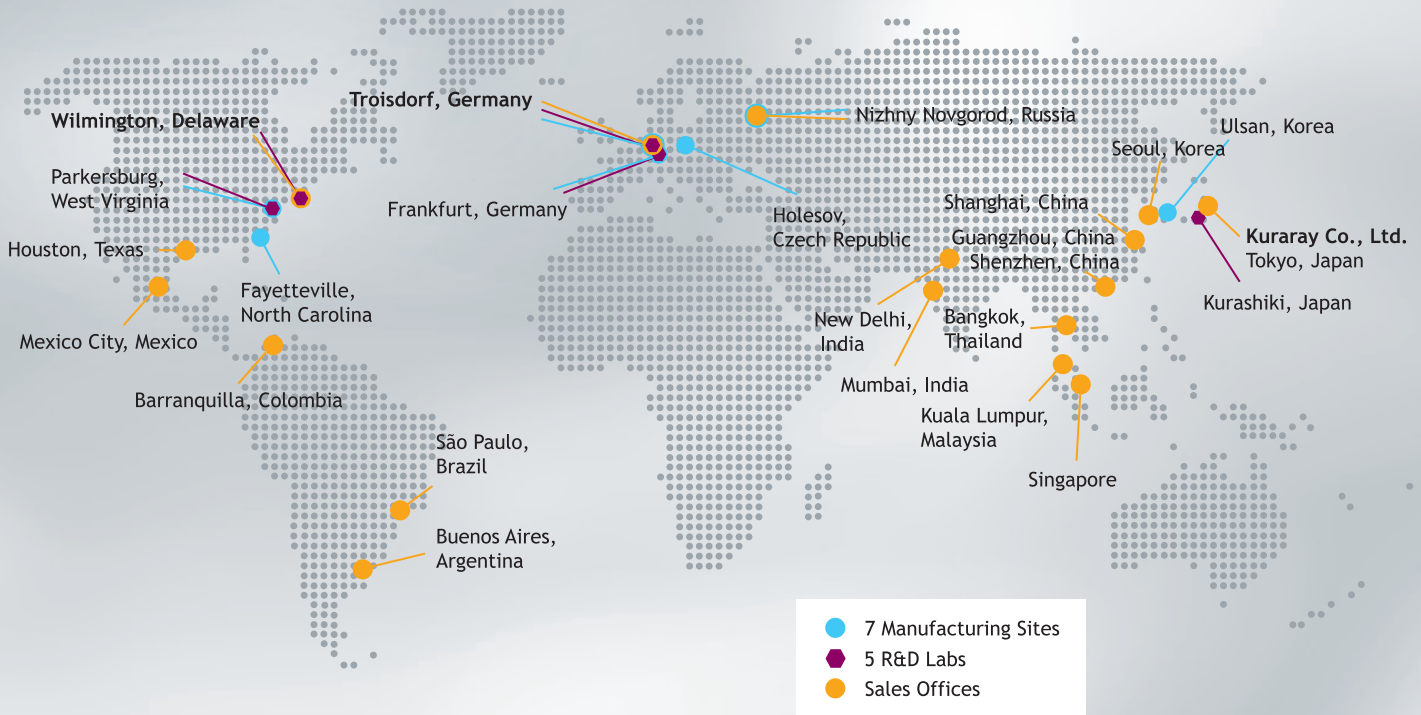 Troisdorf, Germany
Wilmington, Delaware
Nizhny Novgorod, Russia
Ulsan, Korea
Seoul, Korea
Parkersburg,
West Virginia
Frankfurt, Germany
Holesov,
Czech Republic
Shanghai, China
Guangzhou, China
Shenzhen, China
Kuraray Co., Ltd.
Tokyo, Japan
Houston, Texas
Fayetteville,
North Carolina
Kurashiki, Japan
Mexico City, Mexico
New Delhi,
India
Bangkok,
Thailand
Mumbai, India
Barranquilla, Colombia
Kuala Lumpur,
Malaysia
São Paulo,
Brazil
Singapore
Buenos Aires,
Argentina
7 Manufacturing Sites
5 R&D Labs
Sales Offices